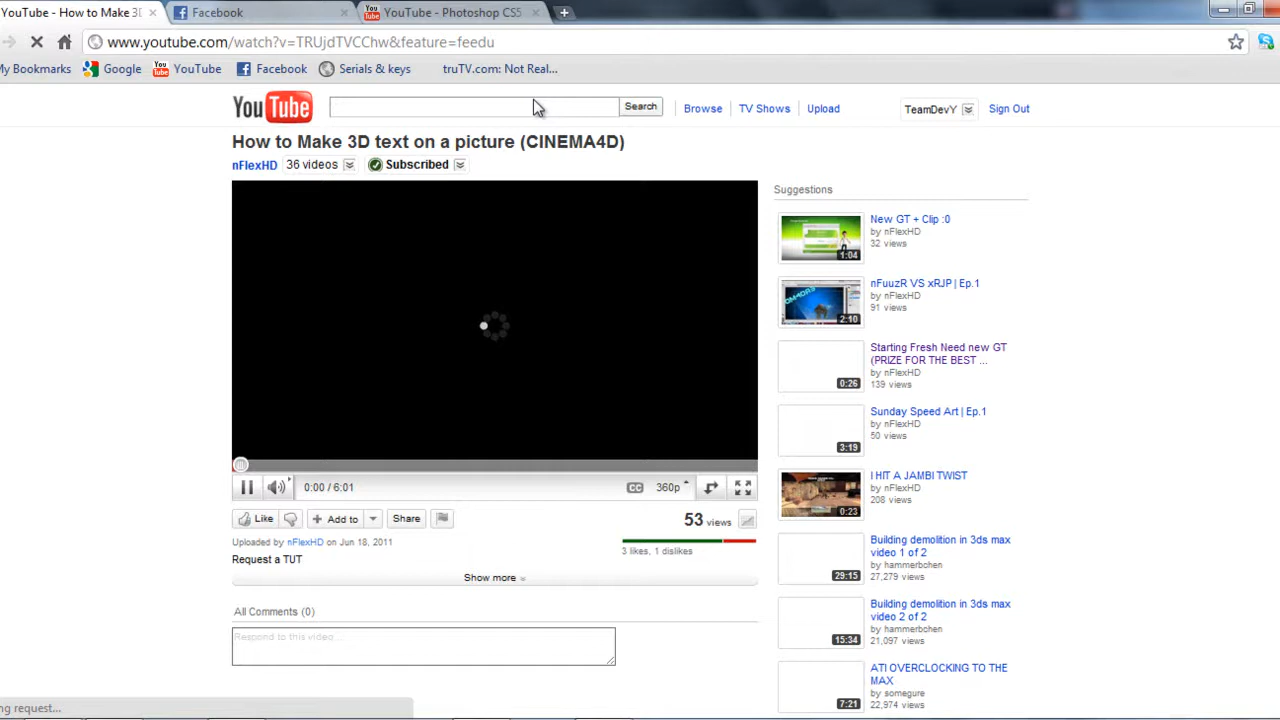 YouTube - How to Make 3D
Facebook
YouTube - Photoshop CS5
www.youtube.com/watch?v=TRUjdTVCChw&feature=feedu
My Bookmarks
Google
YouTube
Facebook
Serials & keys
truTV.com: Not Real...
YouTube
Search
Browse
TV Shows
Upload
TeamDevY
Sign Out
How to Make 3D text on a picture (CINEMA4D)
nFlexHD
36 videos
Subscribed
Suggestions
New GT + Clip :0
by nFlexHD
32 views
1:04
nFuuzR VS xRJP | Ep.1
by nFlexHD
91 views
2:10
Starting Fresh Need new GT
(PRIZE FOR THE BEST ...
by nFlexHD
139 views
0:26
Sunday Speed Art | Ep.1
by nFlexHD
50 views
3:19
I HIT A JAMBI TWIST
by nFlexHD
208 views
0:23
Building demolition in 3ds max
video 1 of 2
by hammerbchen
27,279 views
29:15
Building demolition in 3ds max
video 2 of 2
by hammerbchen
21,097 views
15:34
ATI OVERCLOCKING TO THE
MAX
by somegure
22,974 views
7:21
0:00 / 6:01
CC
360p
Like
Add to
Share
53 views
Uploaded by nFlexHD on Jun 18, 2011
3 likes, 1 dislikes
Request a TUT
Show more
All Comments (0)
Respond to this video...
ng request...